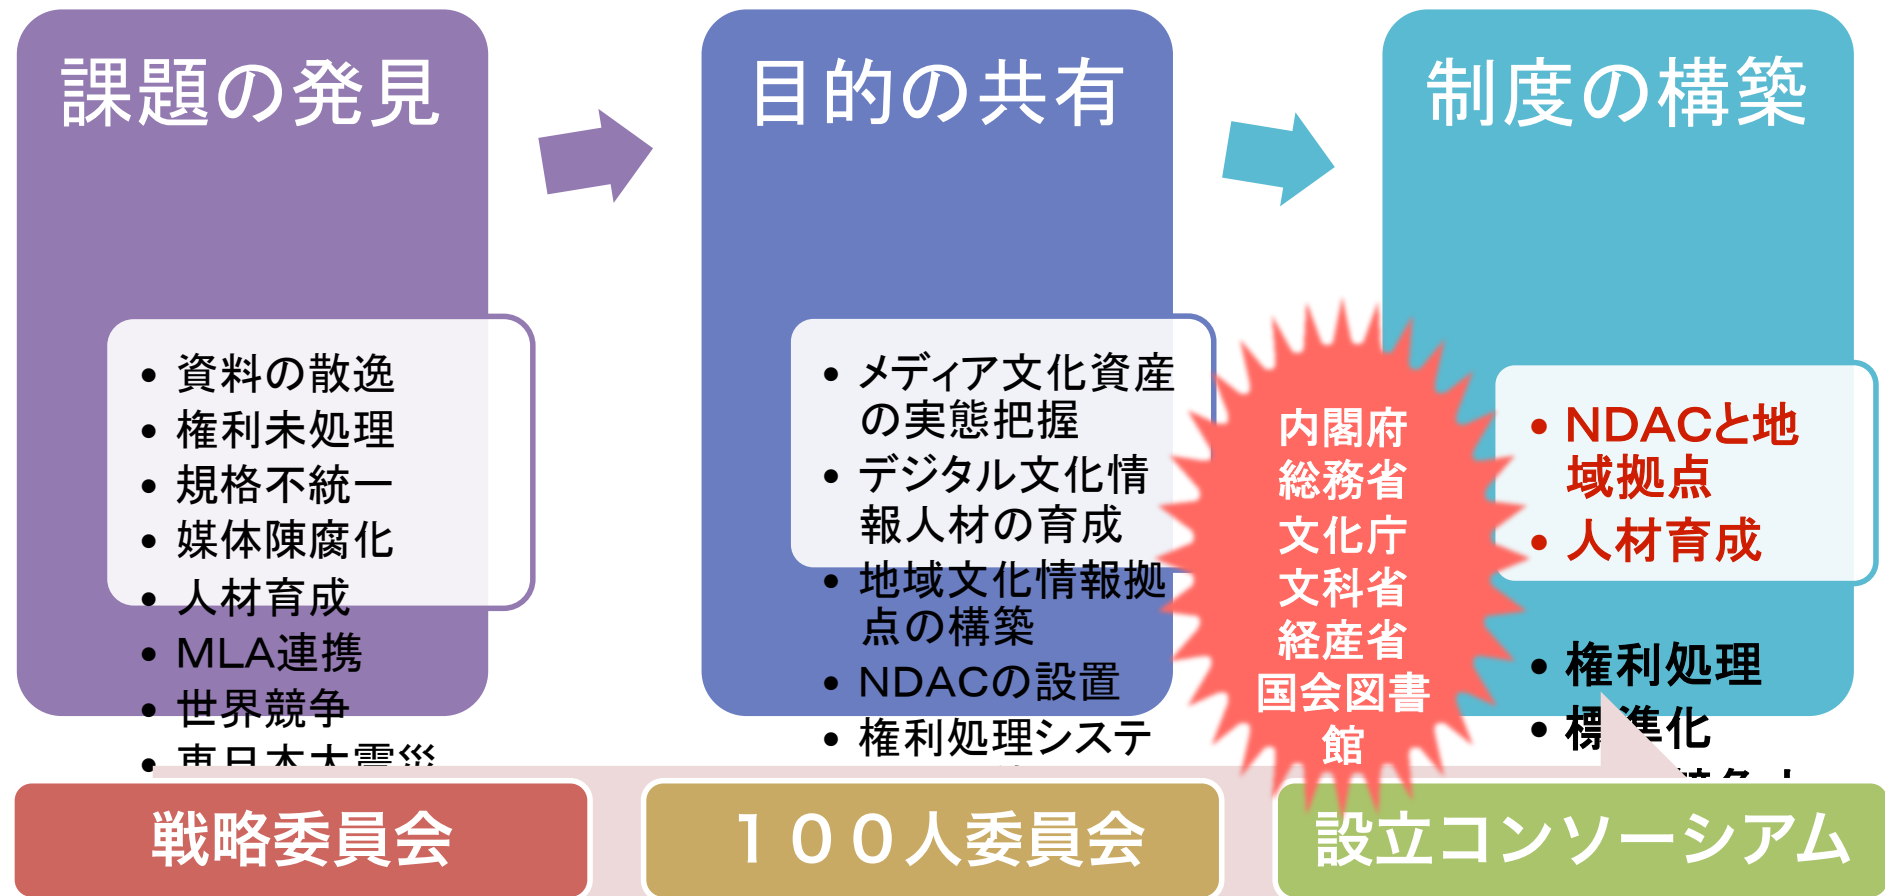 課題の発見
・資料の散逸
・権利未処理
・規格不統一
・媒体陳腐化
・人材育成
・MLA連携
・世界競争
・東日本大震災
目的の共有
・メディア文化資産
の実態把握
・デジタル文化情
報人材の育成
・地域文化情報拠
点の構築
・NDACの設置
・権利処理システ
内閣府
総務省
文化庁
文科省
経産省
国会図書
館
制度の構築
・NDACと地
域拠点
・人材育成
・権利処理
・標準化
戦略委員会
１００人委員会
設立コンソーシアム